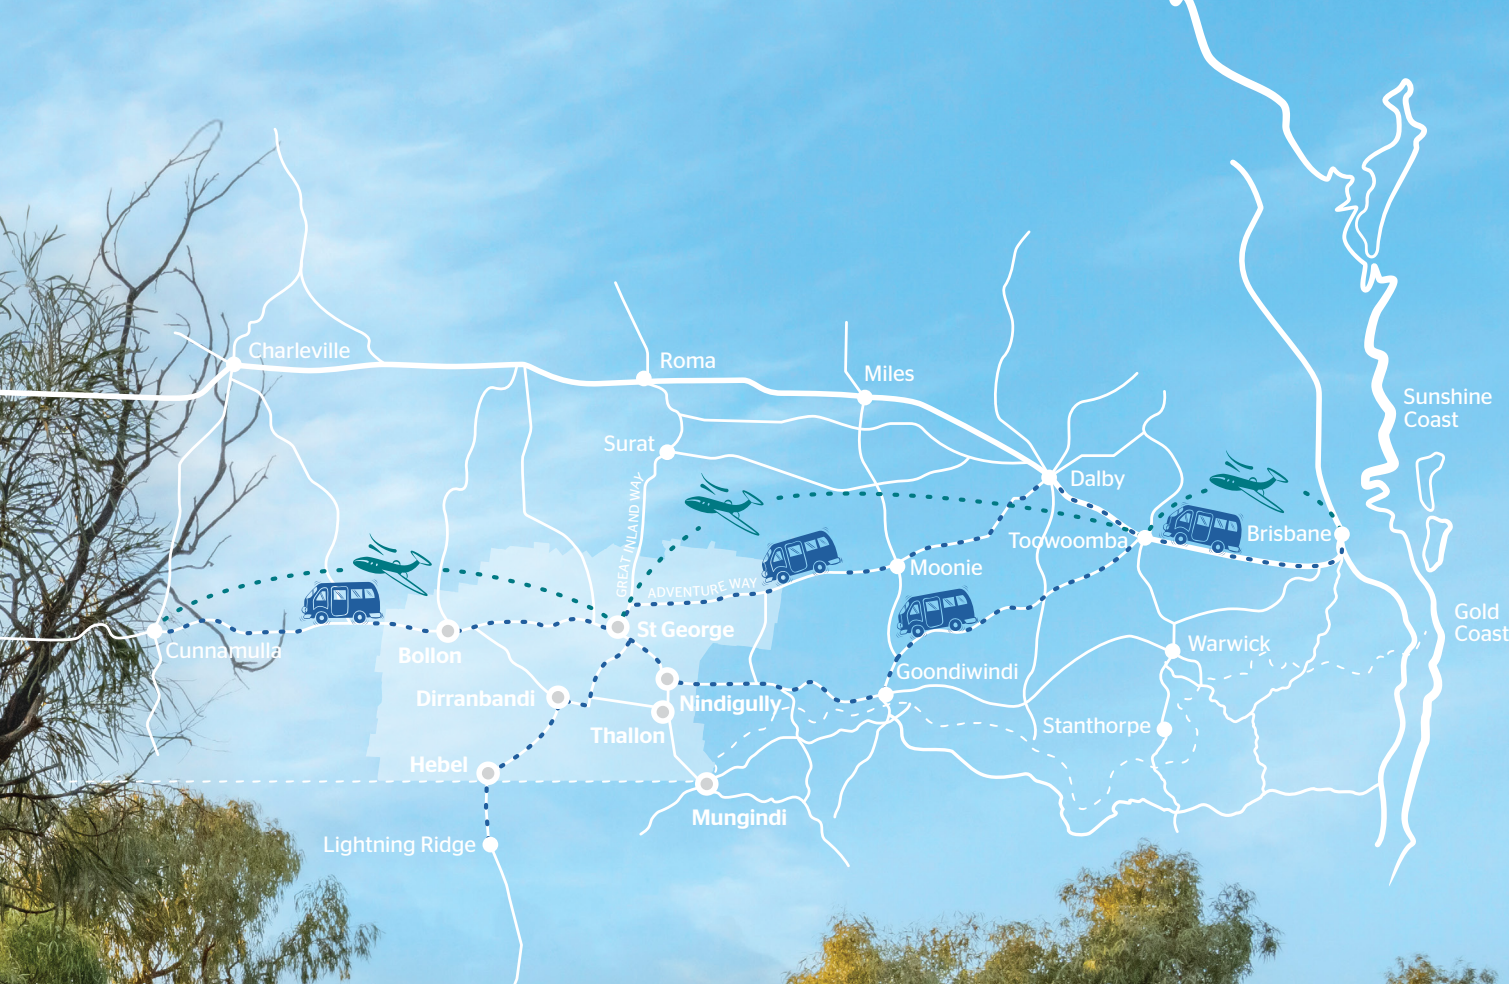 Charleville
Roma
Miles
Sunshine
Coast
Surat
Dalby
GREAT INLAND WAY
Toowoomba
Brisbane
Moonie
ADVENTURE WAY
St George
Gold
Coast
Cunnamulla
Bollon
Warwick
Goondiwindi
Dirranbandi
Nindigully
Stanthorpe
Thallon
Hebel
Mungindi
Lightning Ridge